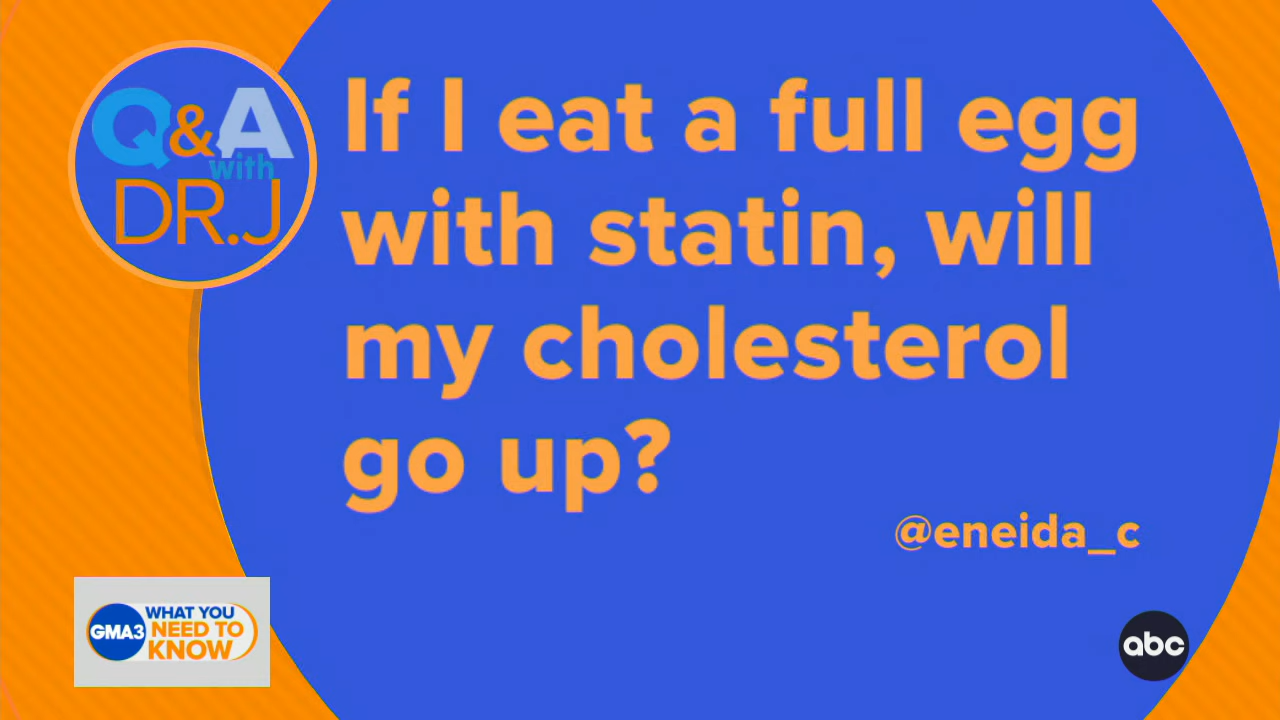 Q&A
with
DR.J
If I eat a full egg
with statin, will
my cholesterol
go up?
@eneida_c
GMA3
WHAT YOU
NEED TO
KNOW
abc